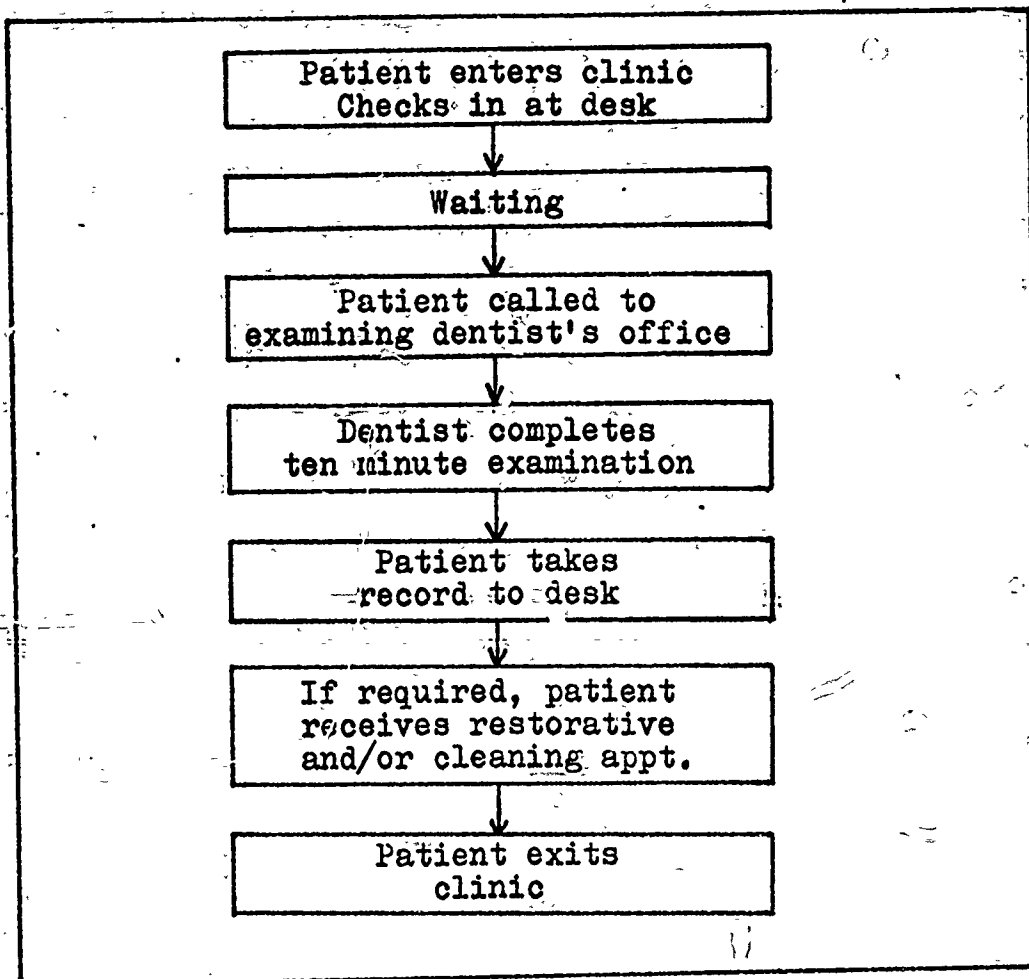 Patient enters clinic
Checks in at desk
Waiting
Patient called to
examining dentist's office
Dentist completes
ten minute examination
Patient takes
record to desk
If required, patient
receives restorative
and/or cleaning appt.
Patient exits
clinic